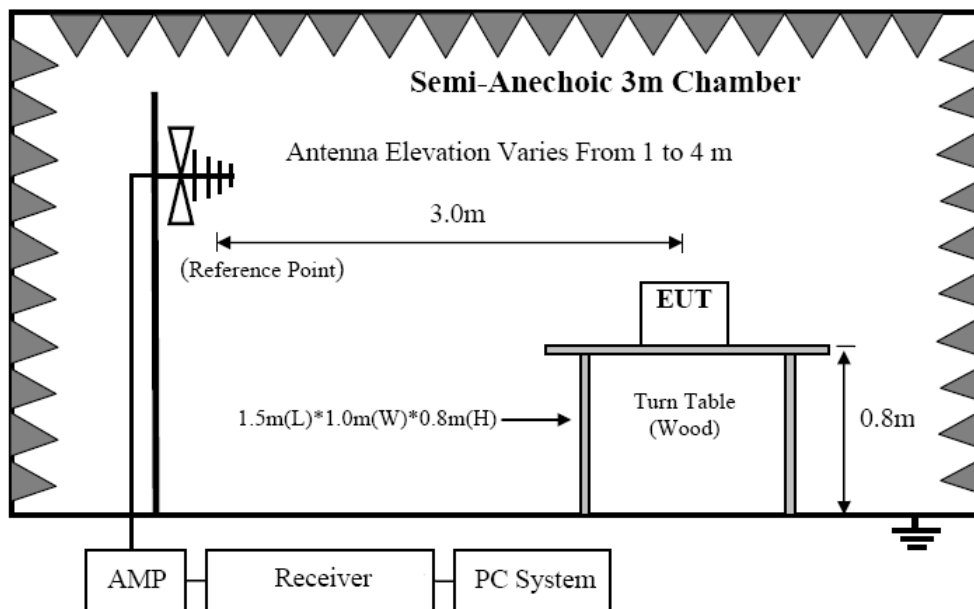 Semi-Anechoic 3m Chamber
Antenna Elevation Varies From 1 to 4 m
3.0m
(Reference Point)
EUT
1.5m(L)*1.0m(W)*0.8m(H)
Turn Table
(Wood)
0.8m
AMP
Receiver
PC System